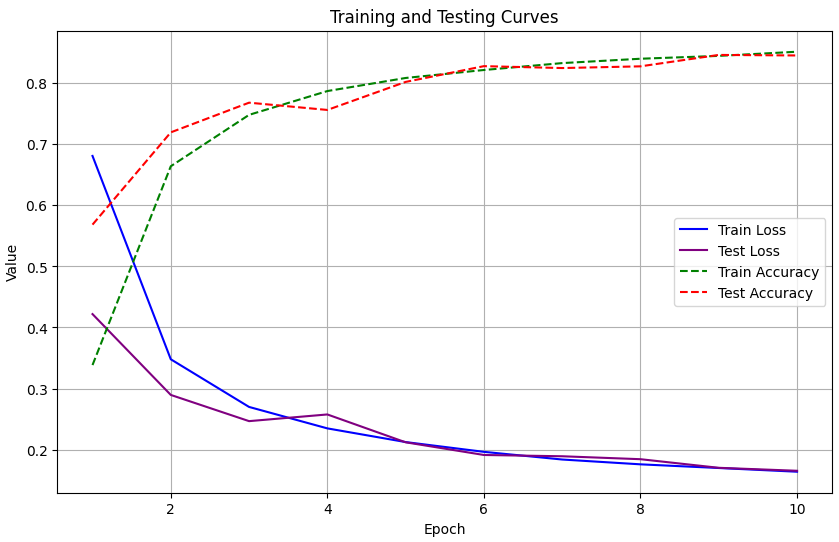 Training and Testing Curves
0.8
0.7
0.6
0.5
0.4
0.3
0.2
Value
Train Loss
Test Loss
Train Accuracy
Test Accuracy
2
4
6
8
10
Epoch